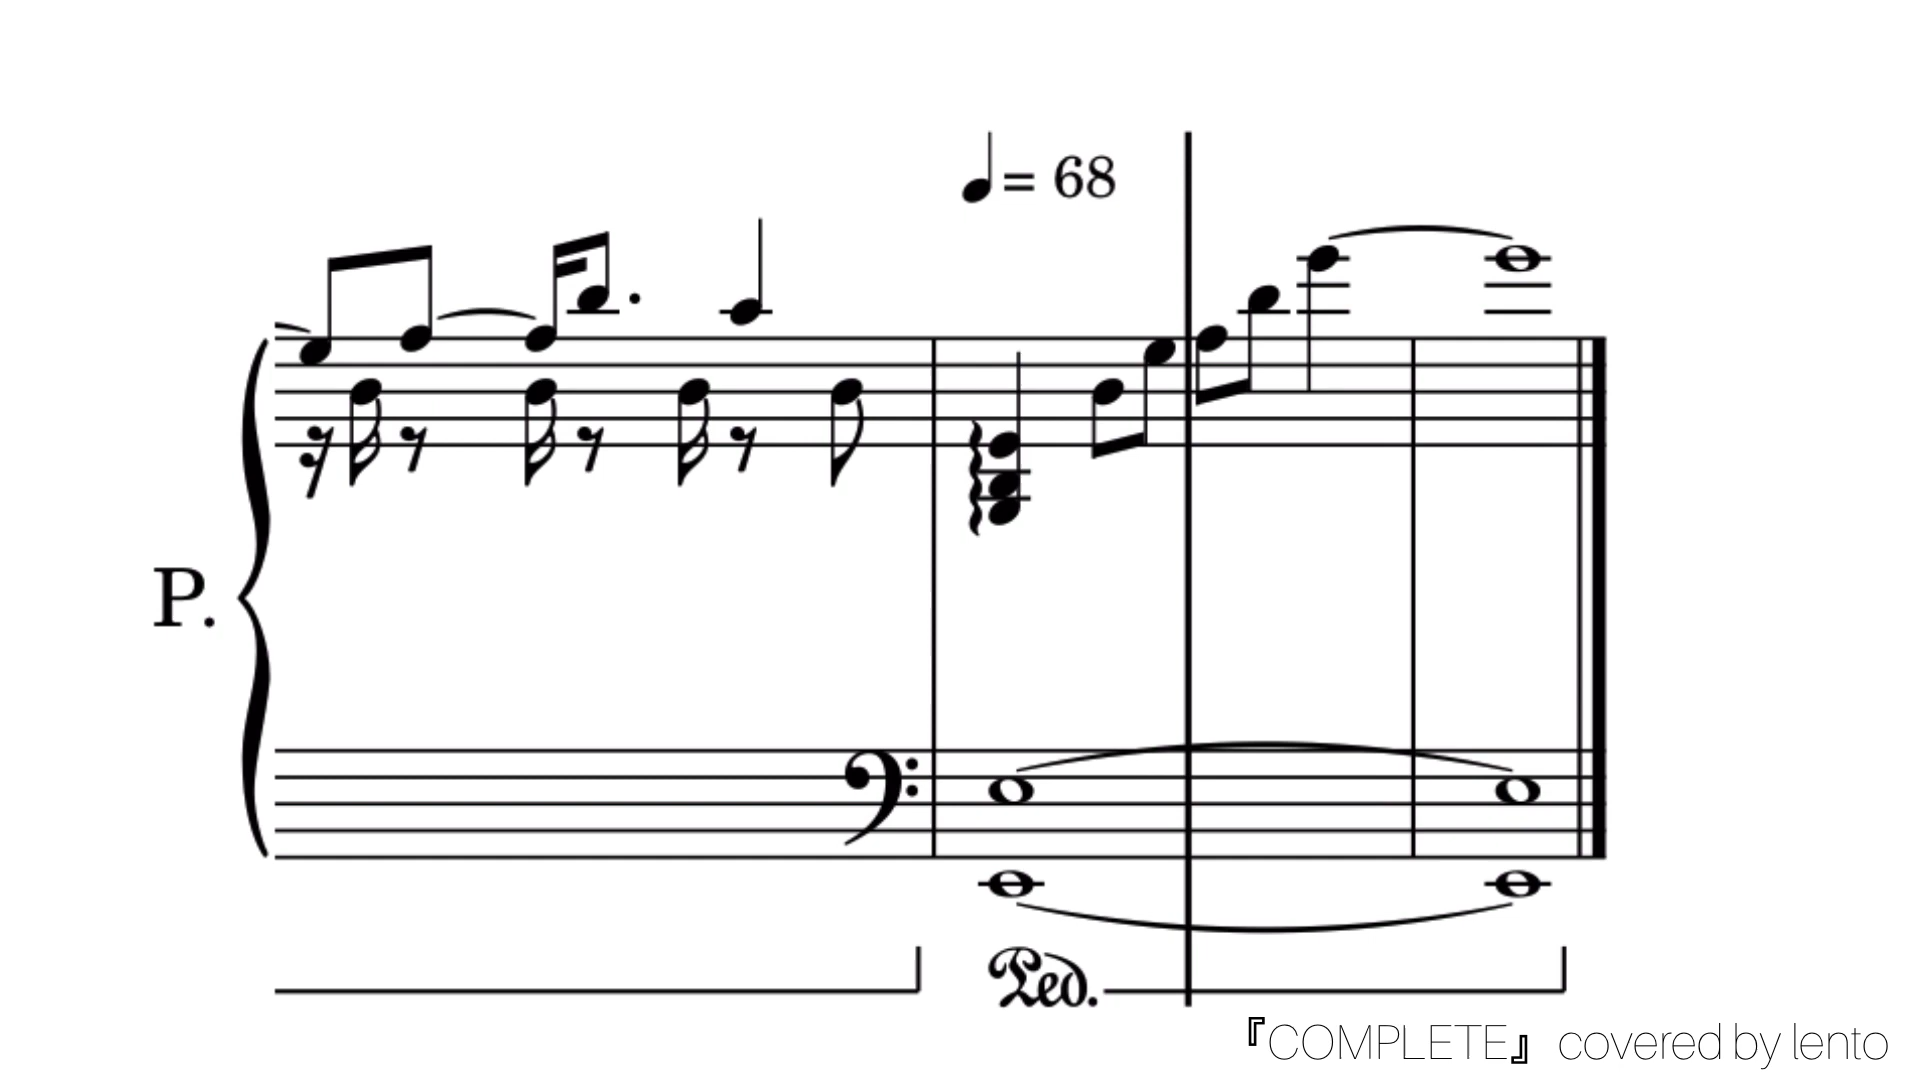 ♩ = 68
P.
Ped.
『COMPLETE』 covered by lento